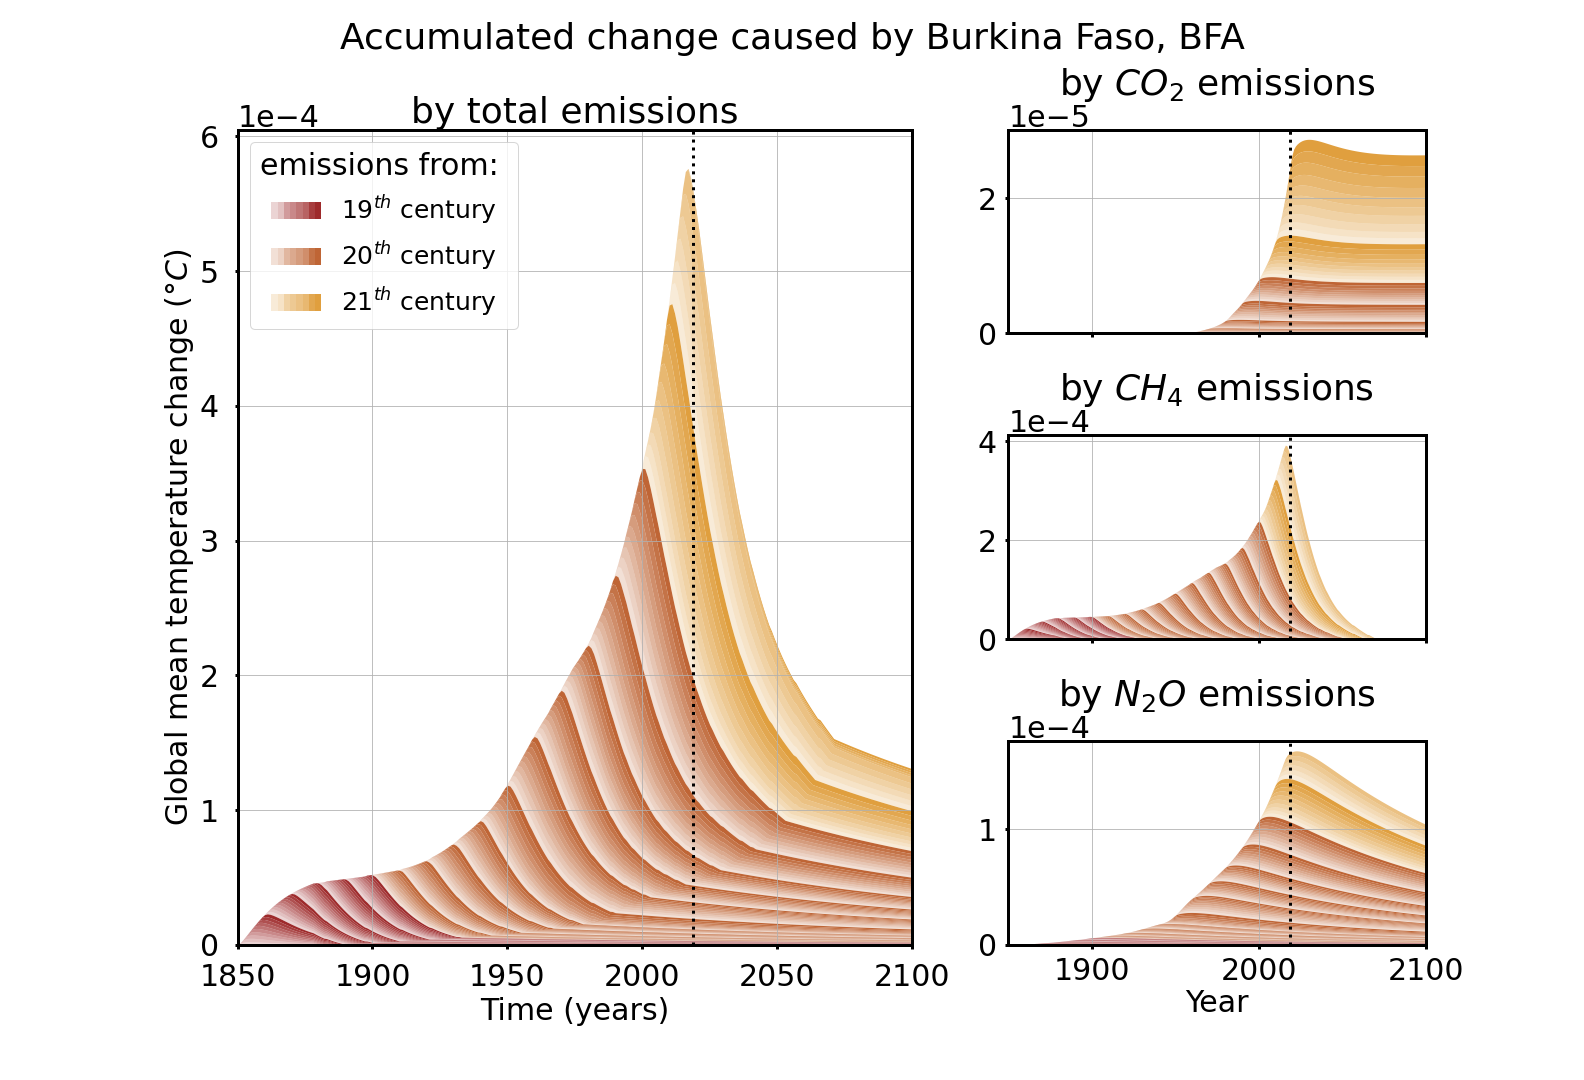 Accumulated change caused by Burkina Faso, BFA
by total emissions
1e−4
6
5
4
3
2
1
0
Global mean temperature change (°C)
emissions from:
19th century
20th century
21th century
1850 1900 1950 2000 2050 2100
Time (years)
by CO2 emissions
1e−5
2
0
by CH4 emissions
1e−4
4
2
0
by N2O emissions
1e−4
1
0
1900 2000 2100
Year